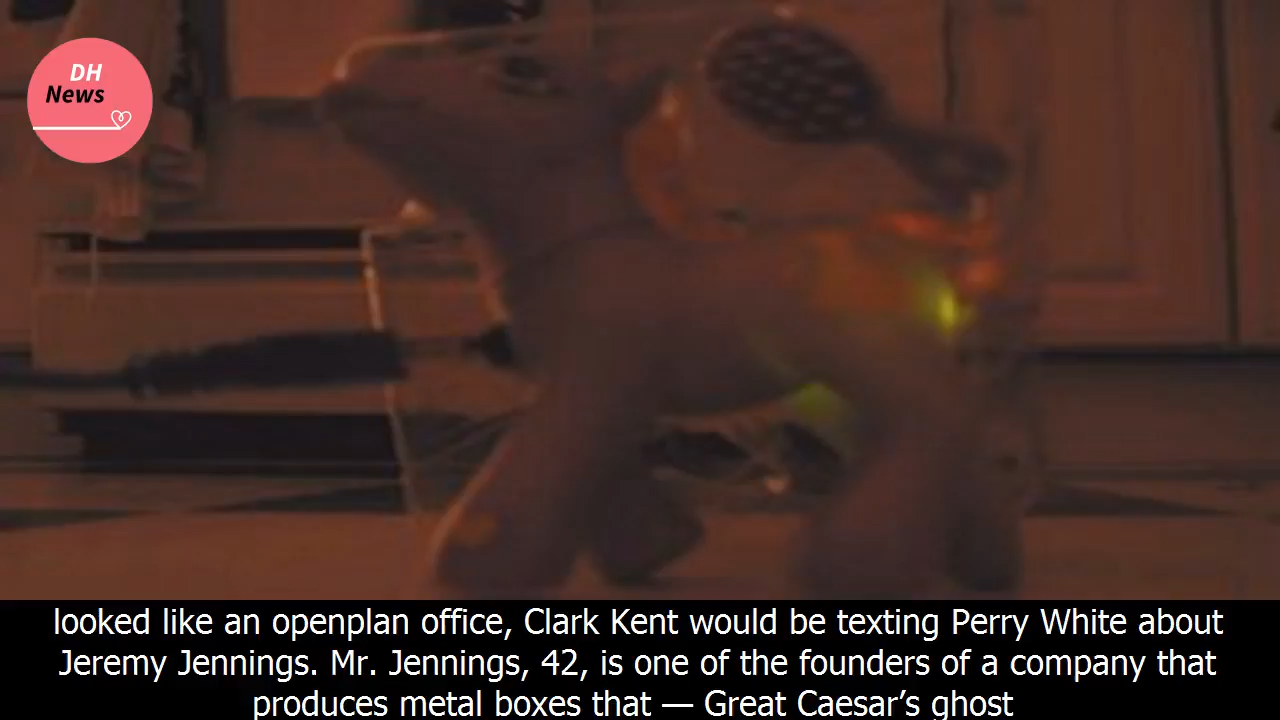 DH
News
looked like an openplan office, Clark Kent would be texting Perry White about
Jeremy Jennings. Mr. Jennings, 42, is one of the founders of a company that
produces metal boxes that — Great Caesar’s ghost